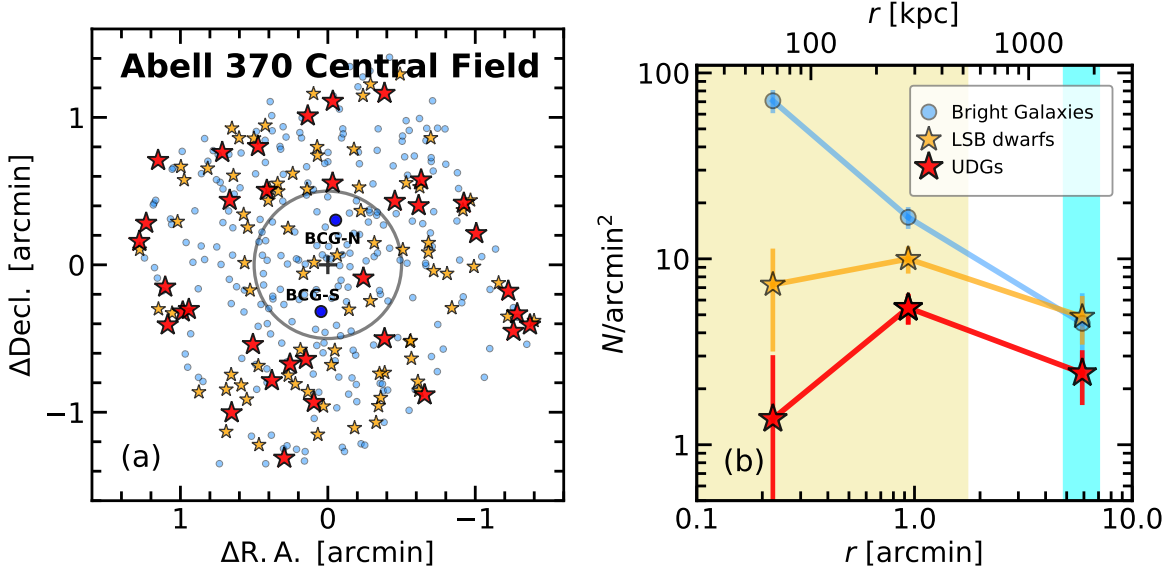 Abell 370 Central Field
BCG-N
BCG-S
(a)
1
0
−1
ΔDecl. [arcmin]
1
0
−1
ΔR. A. [arcmin]
r [kpc]
100
1000
Bright Galaxies
LSB dwarfs
UDGs
(b)
100
10
1
N/arcmin²
0.1
1.0
10.0
r [arcmin]